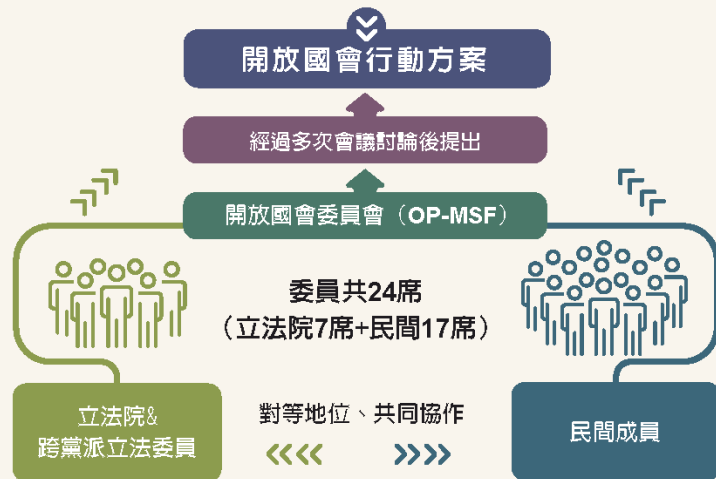 開放國會行動方案
經過多次會議討論後提出
開放國會委員會（OP-MSF）
委員共24席
（立法院7席+民間17席）
立法院&
跨黨派立法委員
對等地位、共同協作
民間成員